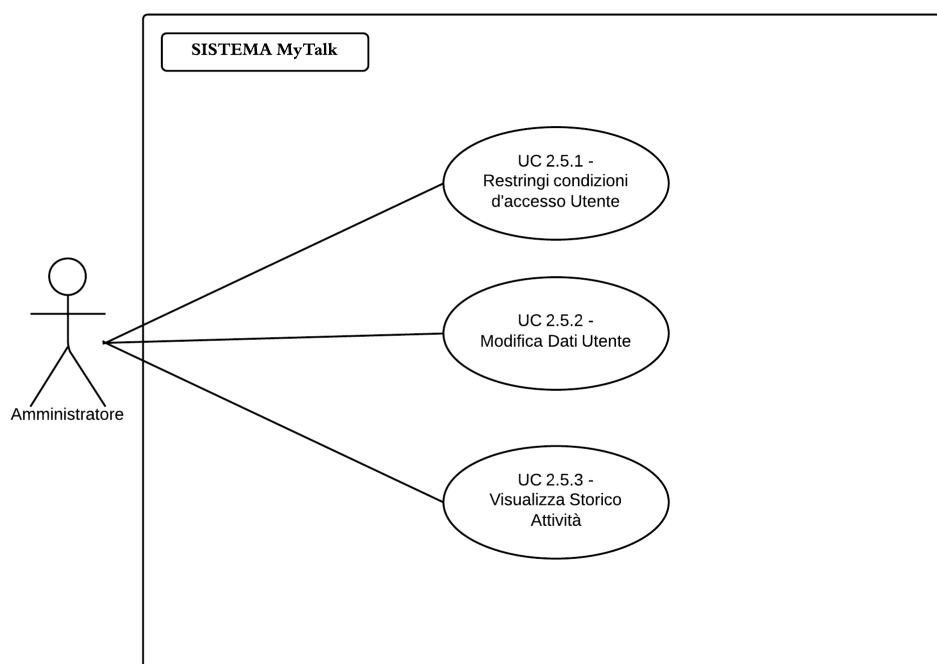 SISTEMA MyTalk
UC 2.5.1 -
Restringi condizioni
d'accesso Utente
UC 2.5.2 -
Modifica Dati Utente
Amministratore
UC 2.5.3 -
Visualizza Storico
Attività